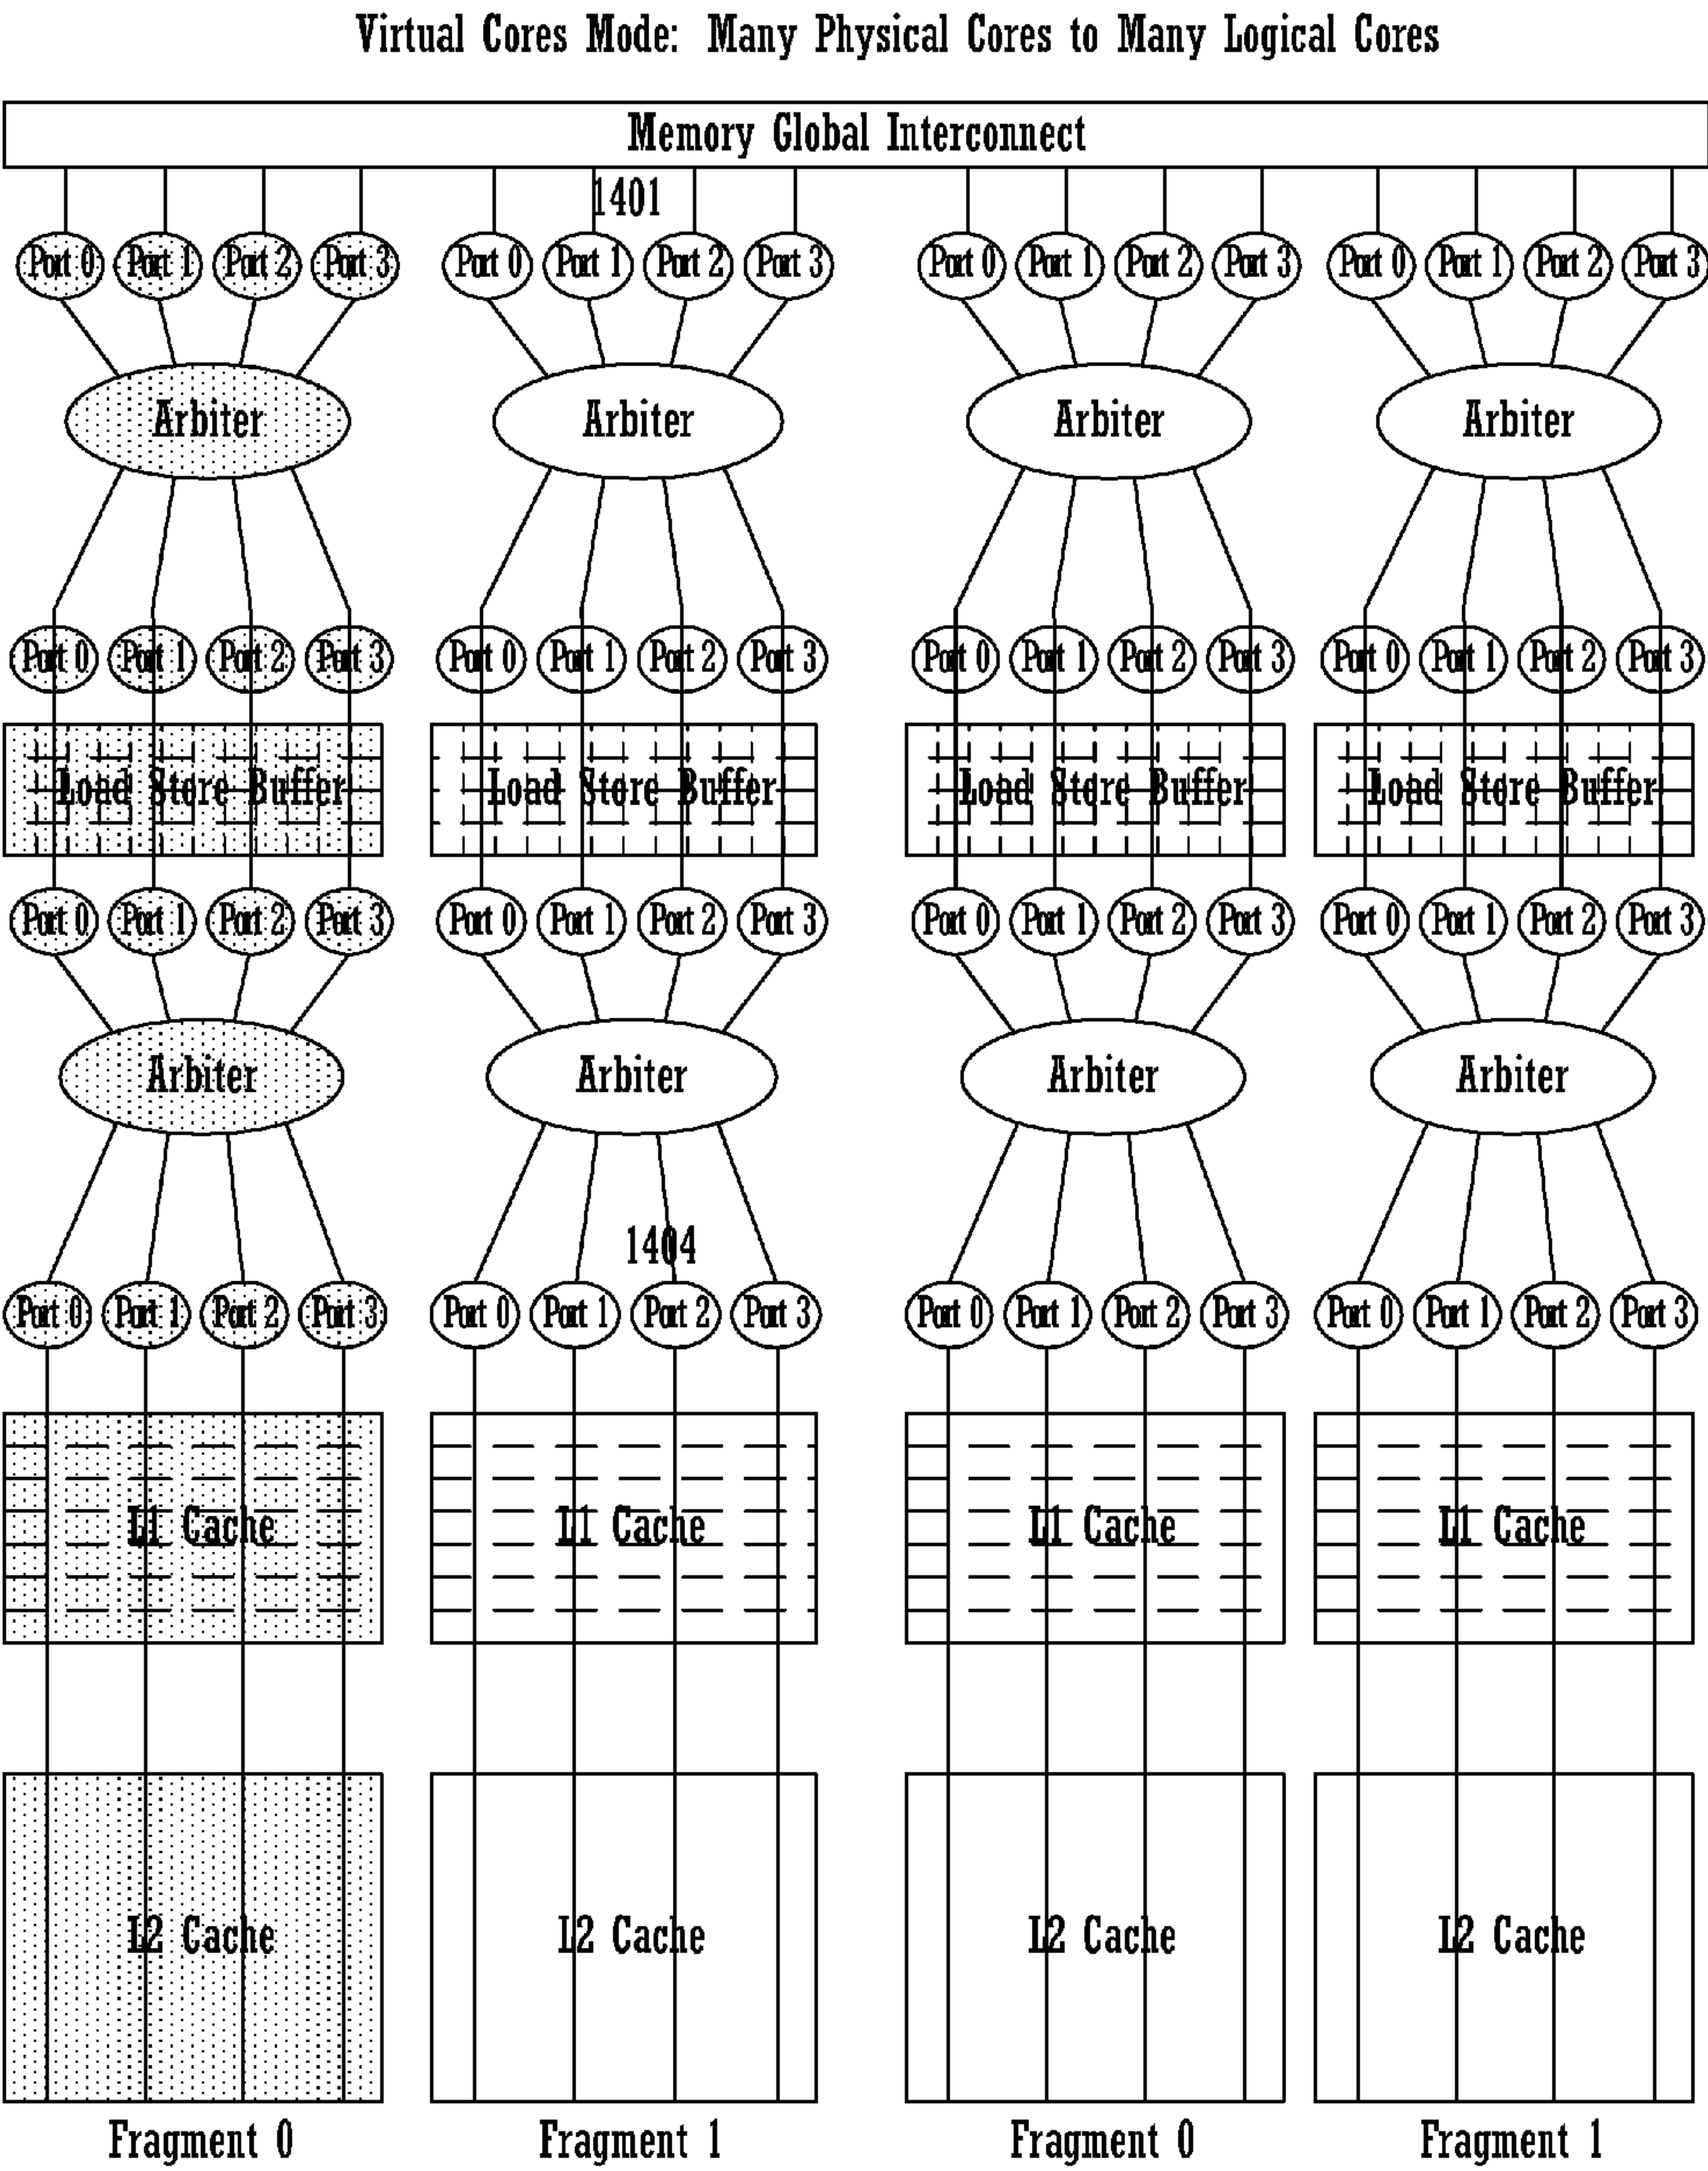 Virtual Cores Mode: Many Physical Cores to Many Logical Cores
Memory Global Interconnect
1401
Port 0 Port 1 Port 2 Port 3 Port 0 Port 1 Port 2 Port 3 Port 0 Port 1 Port 2 Port 3 Port 0 Port 1 Port 2 Port 3
Arbiter Arbiter Arbiter Arbiter
Port 0 Port 1 Port 2 Port 3 Port 0 Port 1 Port 2 Port 3 Port 0 Port 1 Port 2 Port 3 Port 0 Port 1 Port 2 Port 3
Load Store Buffer Load Store Buffer Load Store Buffer Load Store Buffer
Port 0 Port 1 Port 2 Port 3 Port 0 Port 1 Port 2 Port 3 Port 0 Port 1 Port 2 Port 3 Port 0 Port 1 Port 2 Port 3
Arbiter Arbiter Arbiter Arbiter
1404
Port 0 Port 1 Port 2 Port 3 Port 0 Port 1 Port 2 Port 3 Port 0 Port 1 Port 2 Port 3 Port 0 Port 1 Port 2 Port 3
L1 Cache L1 Cache L1 Cache L1 Cache
L2 Cache L2 Cache L2 Cache L2 Cache
Fragment 0 Fragment 1 Fragment 0 Fragment 1